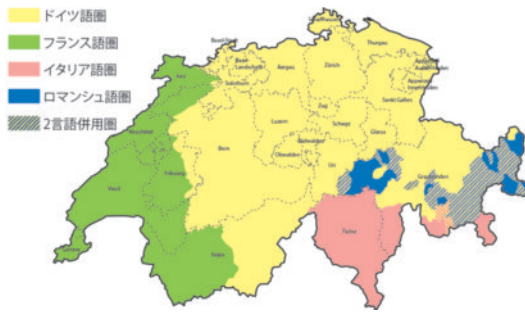 ドイツ語圏
フランス語圏
イタリア語圏
ロマンシュ語圏
2言語併用圏
Schaffhausen
Thurgau
Basel-Stadt
Basel-Landschaft
Aargau
Zürich
Jura
Solothurn
Appenzell Ausserrhoden
Appenzell Innerrhoden
Sankt Gallen
Zug
Luzern
Schwyz
Glarus
Neuchâtel
Bern
Nidwalden
Obwalden
Uri
Graubünden
Fribourg
Vaud
Genève
Valais
Ticino